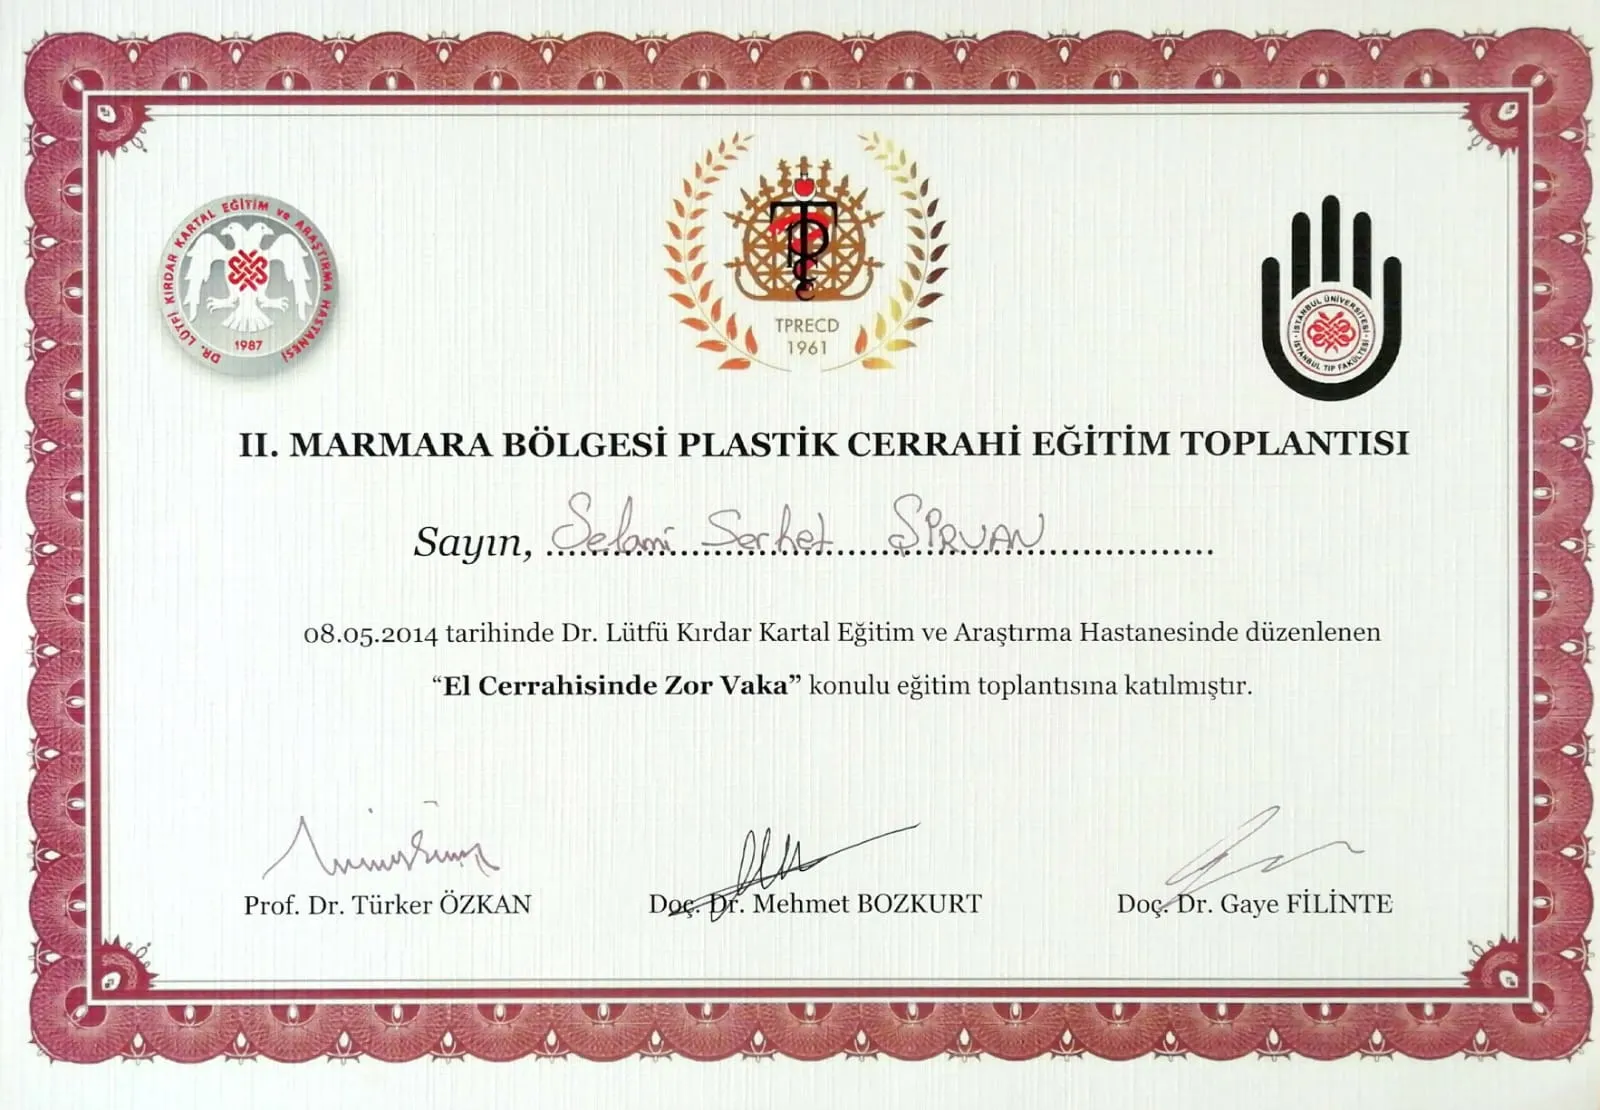 DR. LÜTFİ KIRDAR KARTAL EĞİTİM ve ARAŞTIRMA HASTANESİ
1987
TPRECD
1961
İSTANBUL ÜNİVERSİTESİ
İSTANBUL TIP FAKÜLTESİ
II. MARMARA BÖLGESİ PLASTİK CERRAHİ EĞİTİM TOPLANTISI
Sayın, Selami Serhet ŞİRVAN
08.05.2014 tarihinde Dr. Lütfü Kırdar Kartal Eğitim ve Araştırma Hastanesinde düzenlenen
“El Cerrahisinde Zor Vaka” konulu eğitim toplantısına katılmıştır.
Prof. Dr. Türker ÖZKAN
Doç. Dr. Mehmet BOZKURT
Doç. Dr. Gaye FİLİNTE